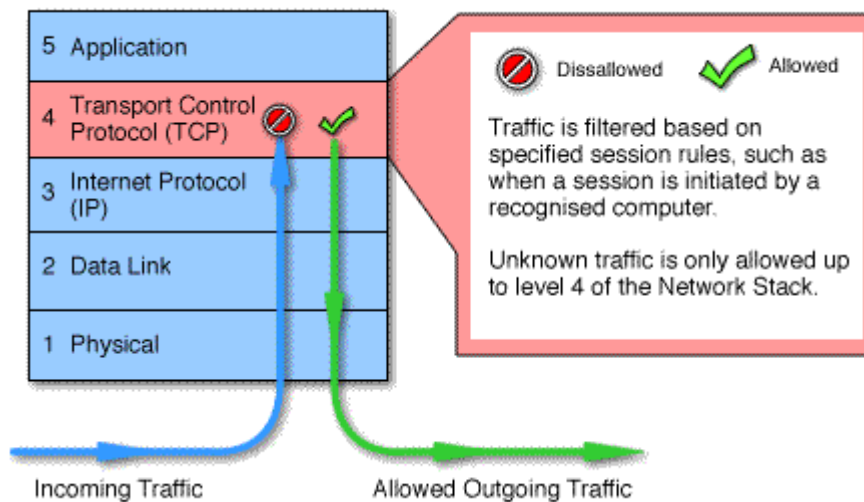 5 Application
4 Transport Control
Protocol (TCP)
3 Internet Protocol
(IP)
2 Data Link
1 Physical
Incoming Traffic
Allowed Outgoing Traffic
Dissallowed
Allowed
Traffic is filtered based on
specified session rules, such as
when a session is initiated by a
recognised computer.
Unknown traffic is only allowed up
to level 4 of the Network Stack.